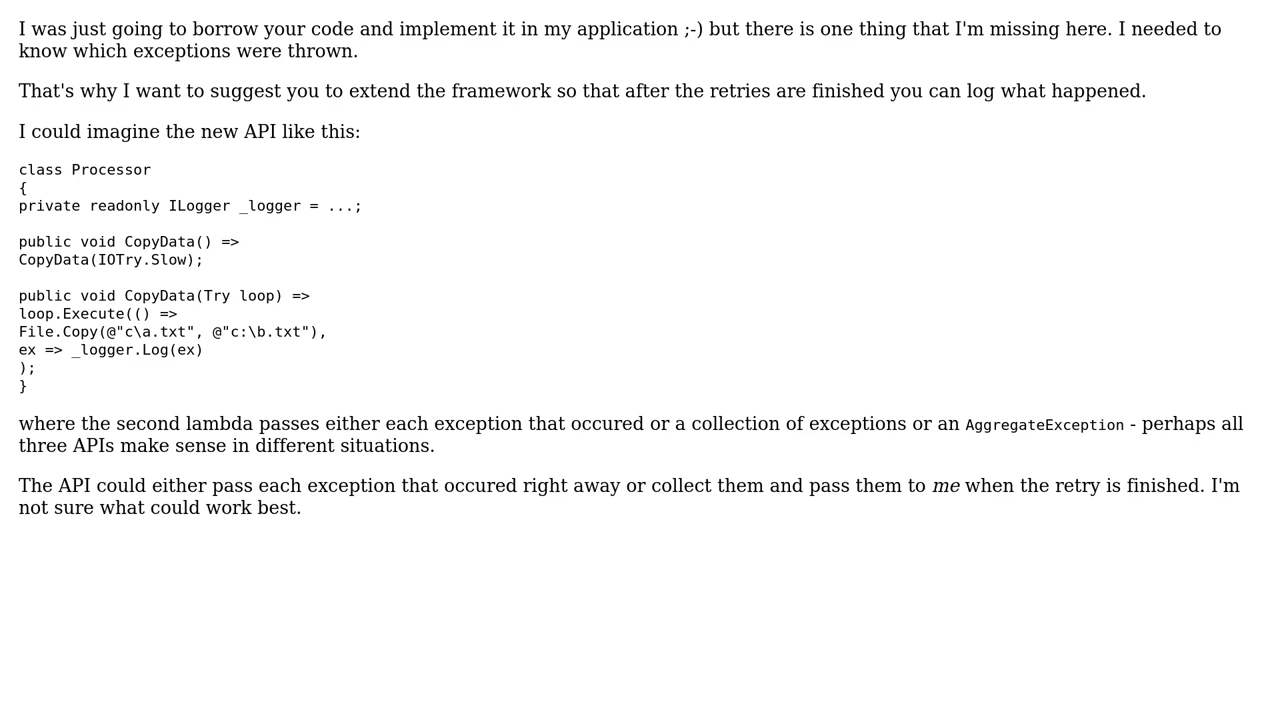 I was just going to borrow your code and implement it in my application ;-) but there is one thing that I'm missing here. I needed to
know which exceptions were thrown.
That's why I want to suggest you to extend the framework so that after the retries are finished you can log what happened.
I could imagine the new API like this:
class Processor
{
private readonly ILogger _logger = ...;
public void CopyData() =>
CopyData(IOTry.Slow);
public void CopyData(Try loop) =>
loop.Execute(() =>
File.Copy(@"c\a.txt", @"c:\b.txt"),
ex => _logger.Log(ex)
);
}
where the second lambda passes either each exception that occured or a collection of exceptions or an AggregateException - perhaps all
three APIs make sense in different situations.
The API could either pass each exception that occured right away or collect them and pass them to me when the retry is finished. I'm
not sure what could work best.